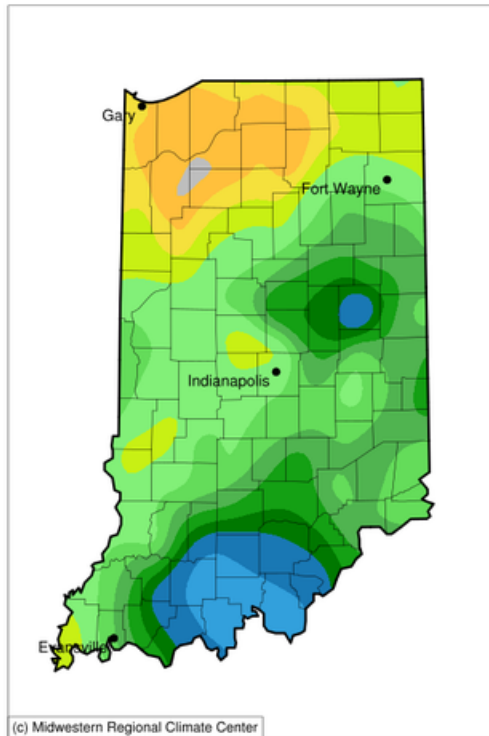 Gary
Fort Wayne
Indianapolis
Evansville
(c) Midwestern Regional Climate Center